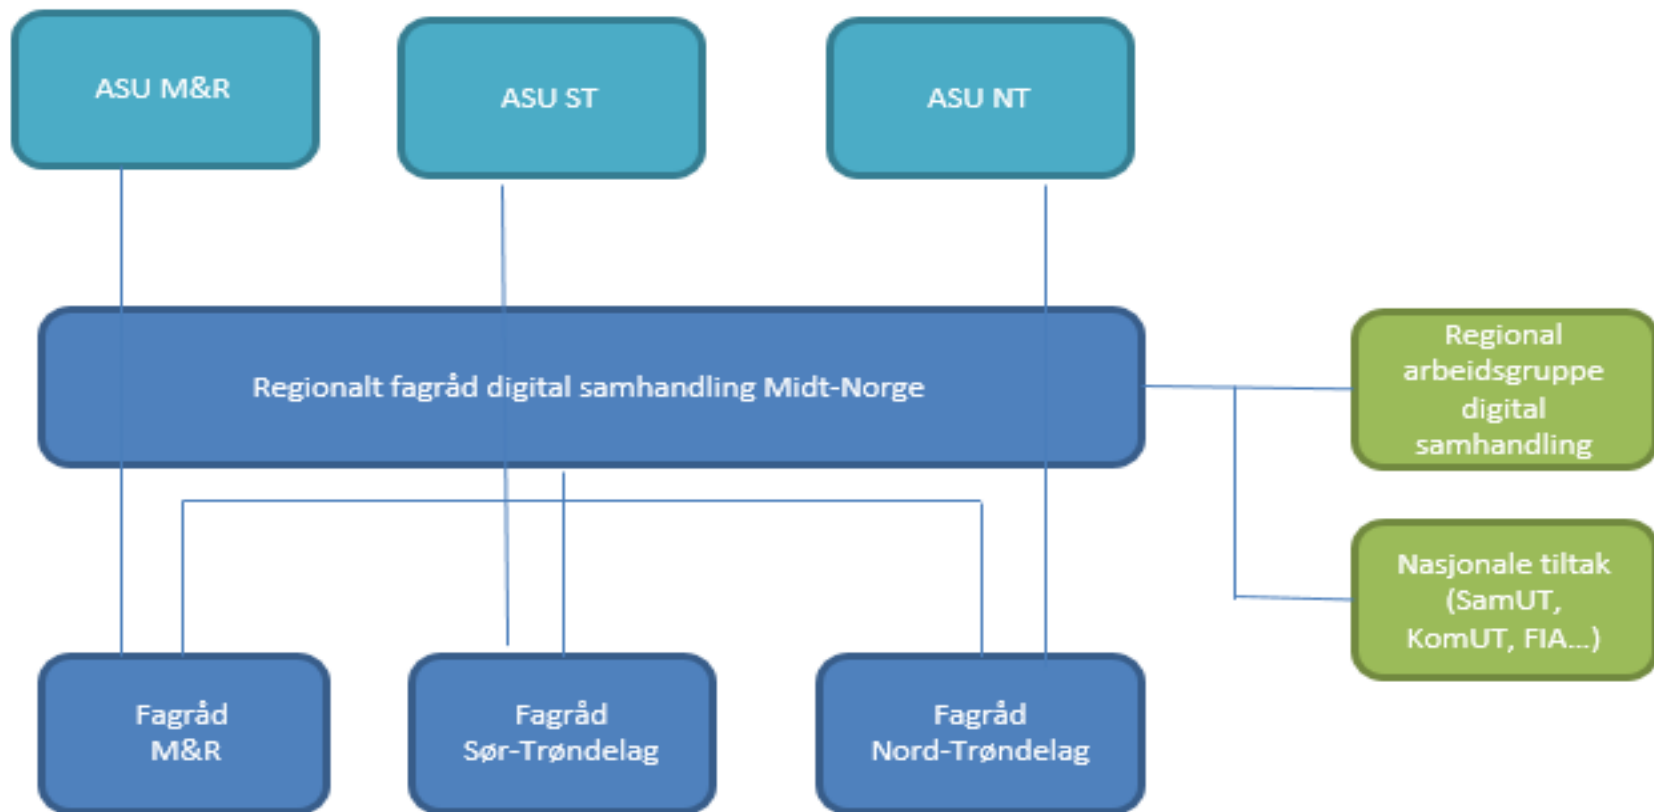 ASU M&R
ASU ST
ASU NT
Regionalt fagråd digital samhandling Midt-Norge
Regional
arbeidsgruppe
digital
samhandling
Nasjonale tiltak
(SamUT,
KomUT, FIA...)
Fagråd
M&R
Fagråd
Sør-Trøndelag
Fagråd
Nord-Trøndelag